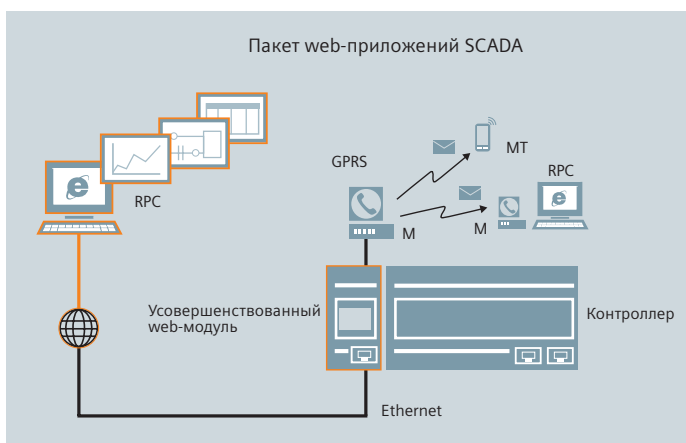 Пакет web-приложений SCADA
GPRS
MT
RPC
RPC
M
M
Усовершенствованный
web-модуль
Контроллер
Ethernet